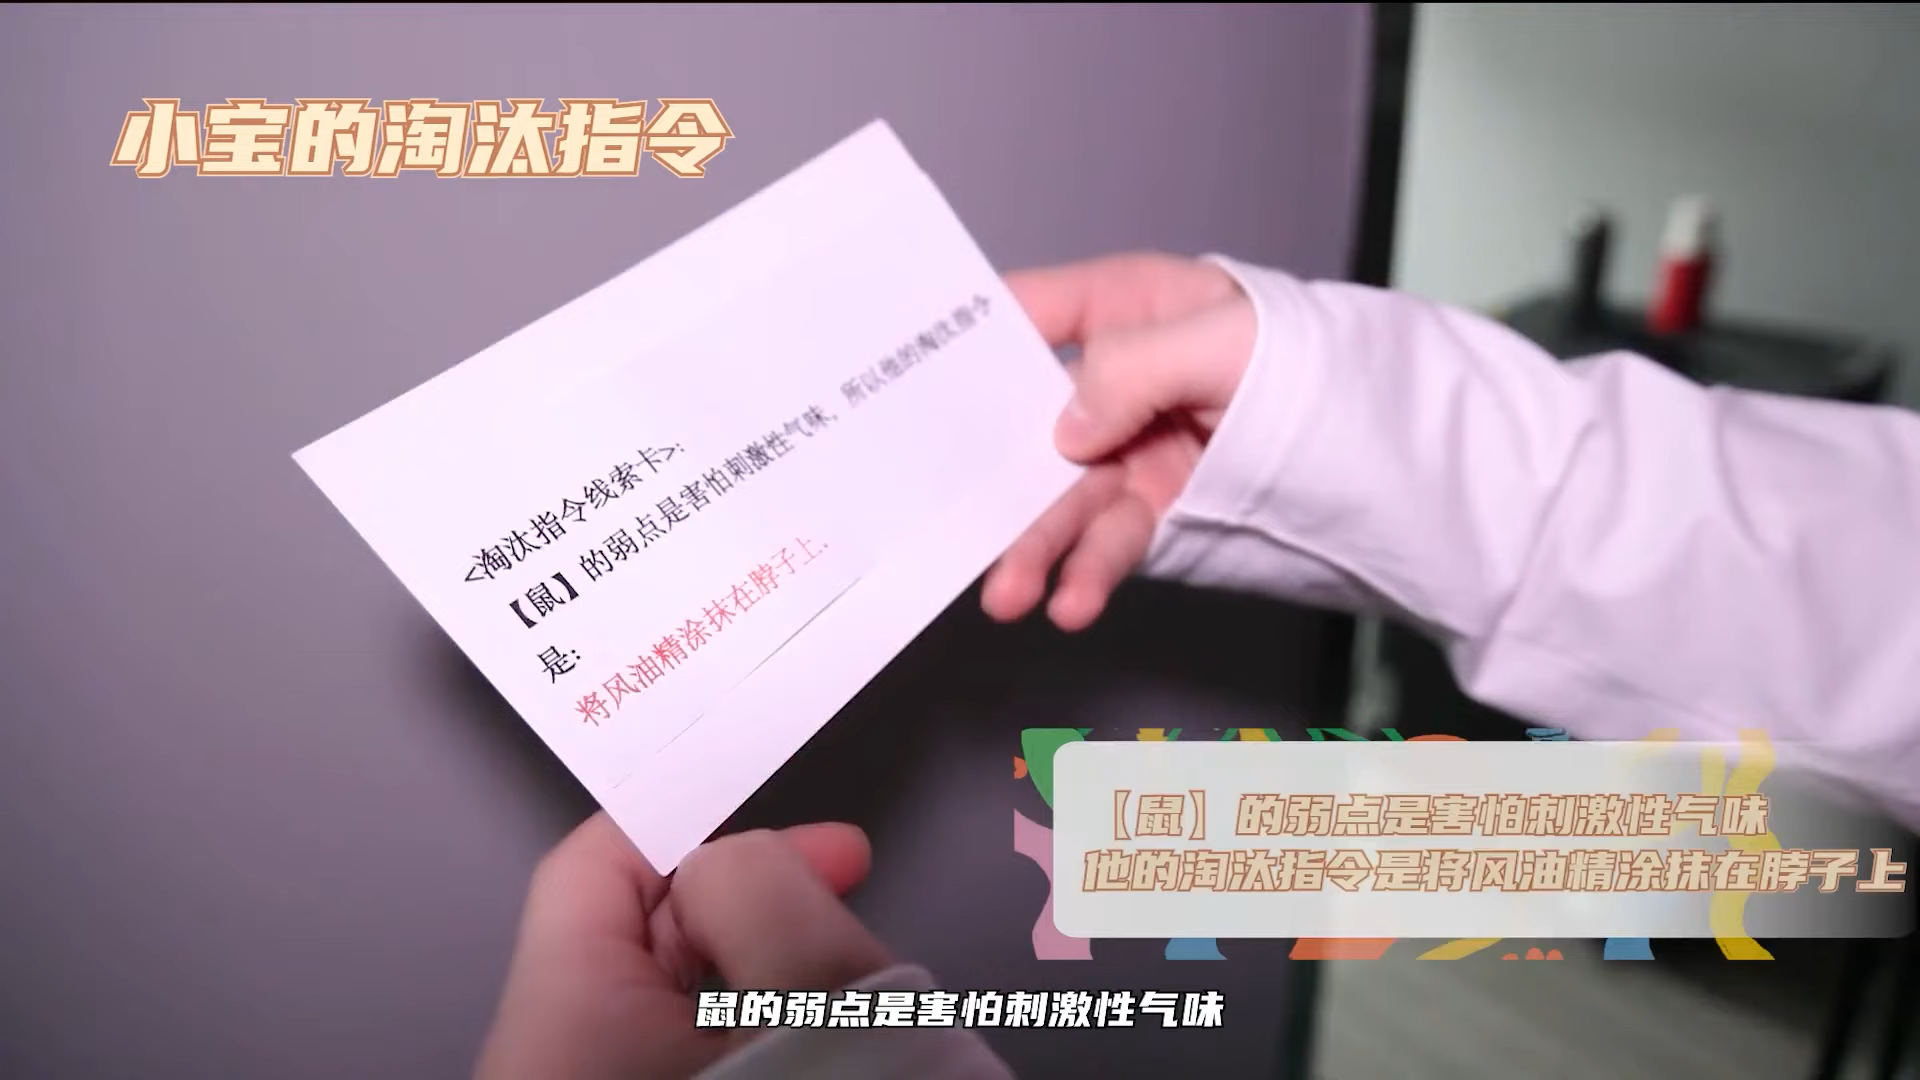 小宝的淘汰指令
<淘汰指令线索卡>:
【鼠】的弱点是害怕刺激性气味，所以他的淘汰指令
是:
将风油精涂抹在脖子上.
【鼠】的弱点是害怕刺激性气味
他的淘汰指令是将风油精涂抹在脖子上
鼠的弱点是害怕刺激性气味